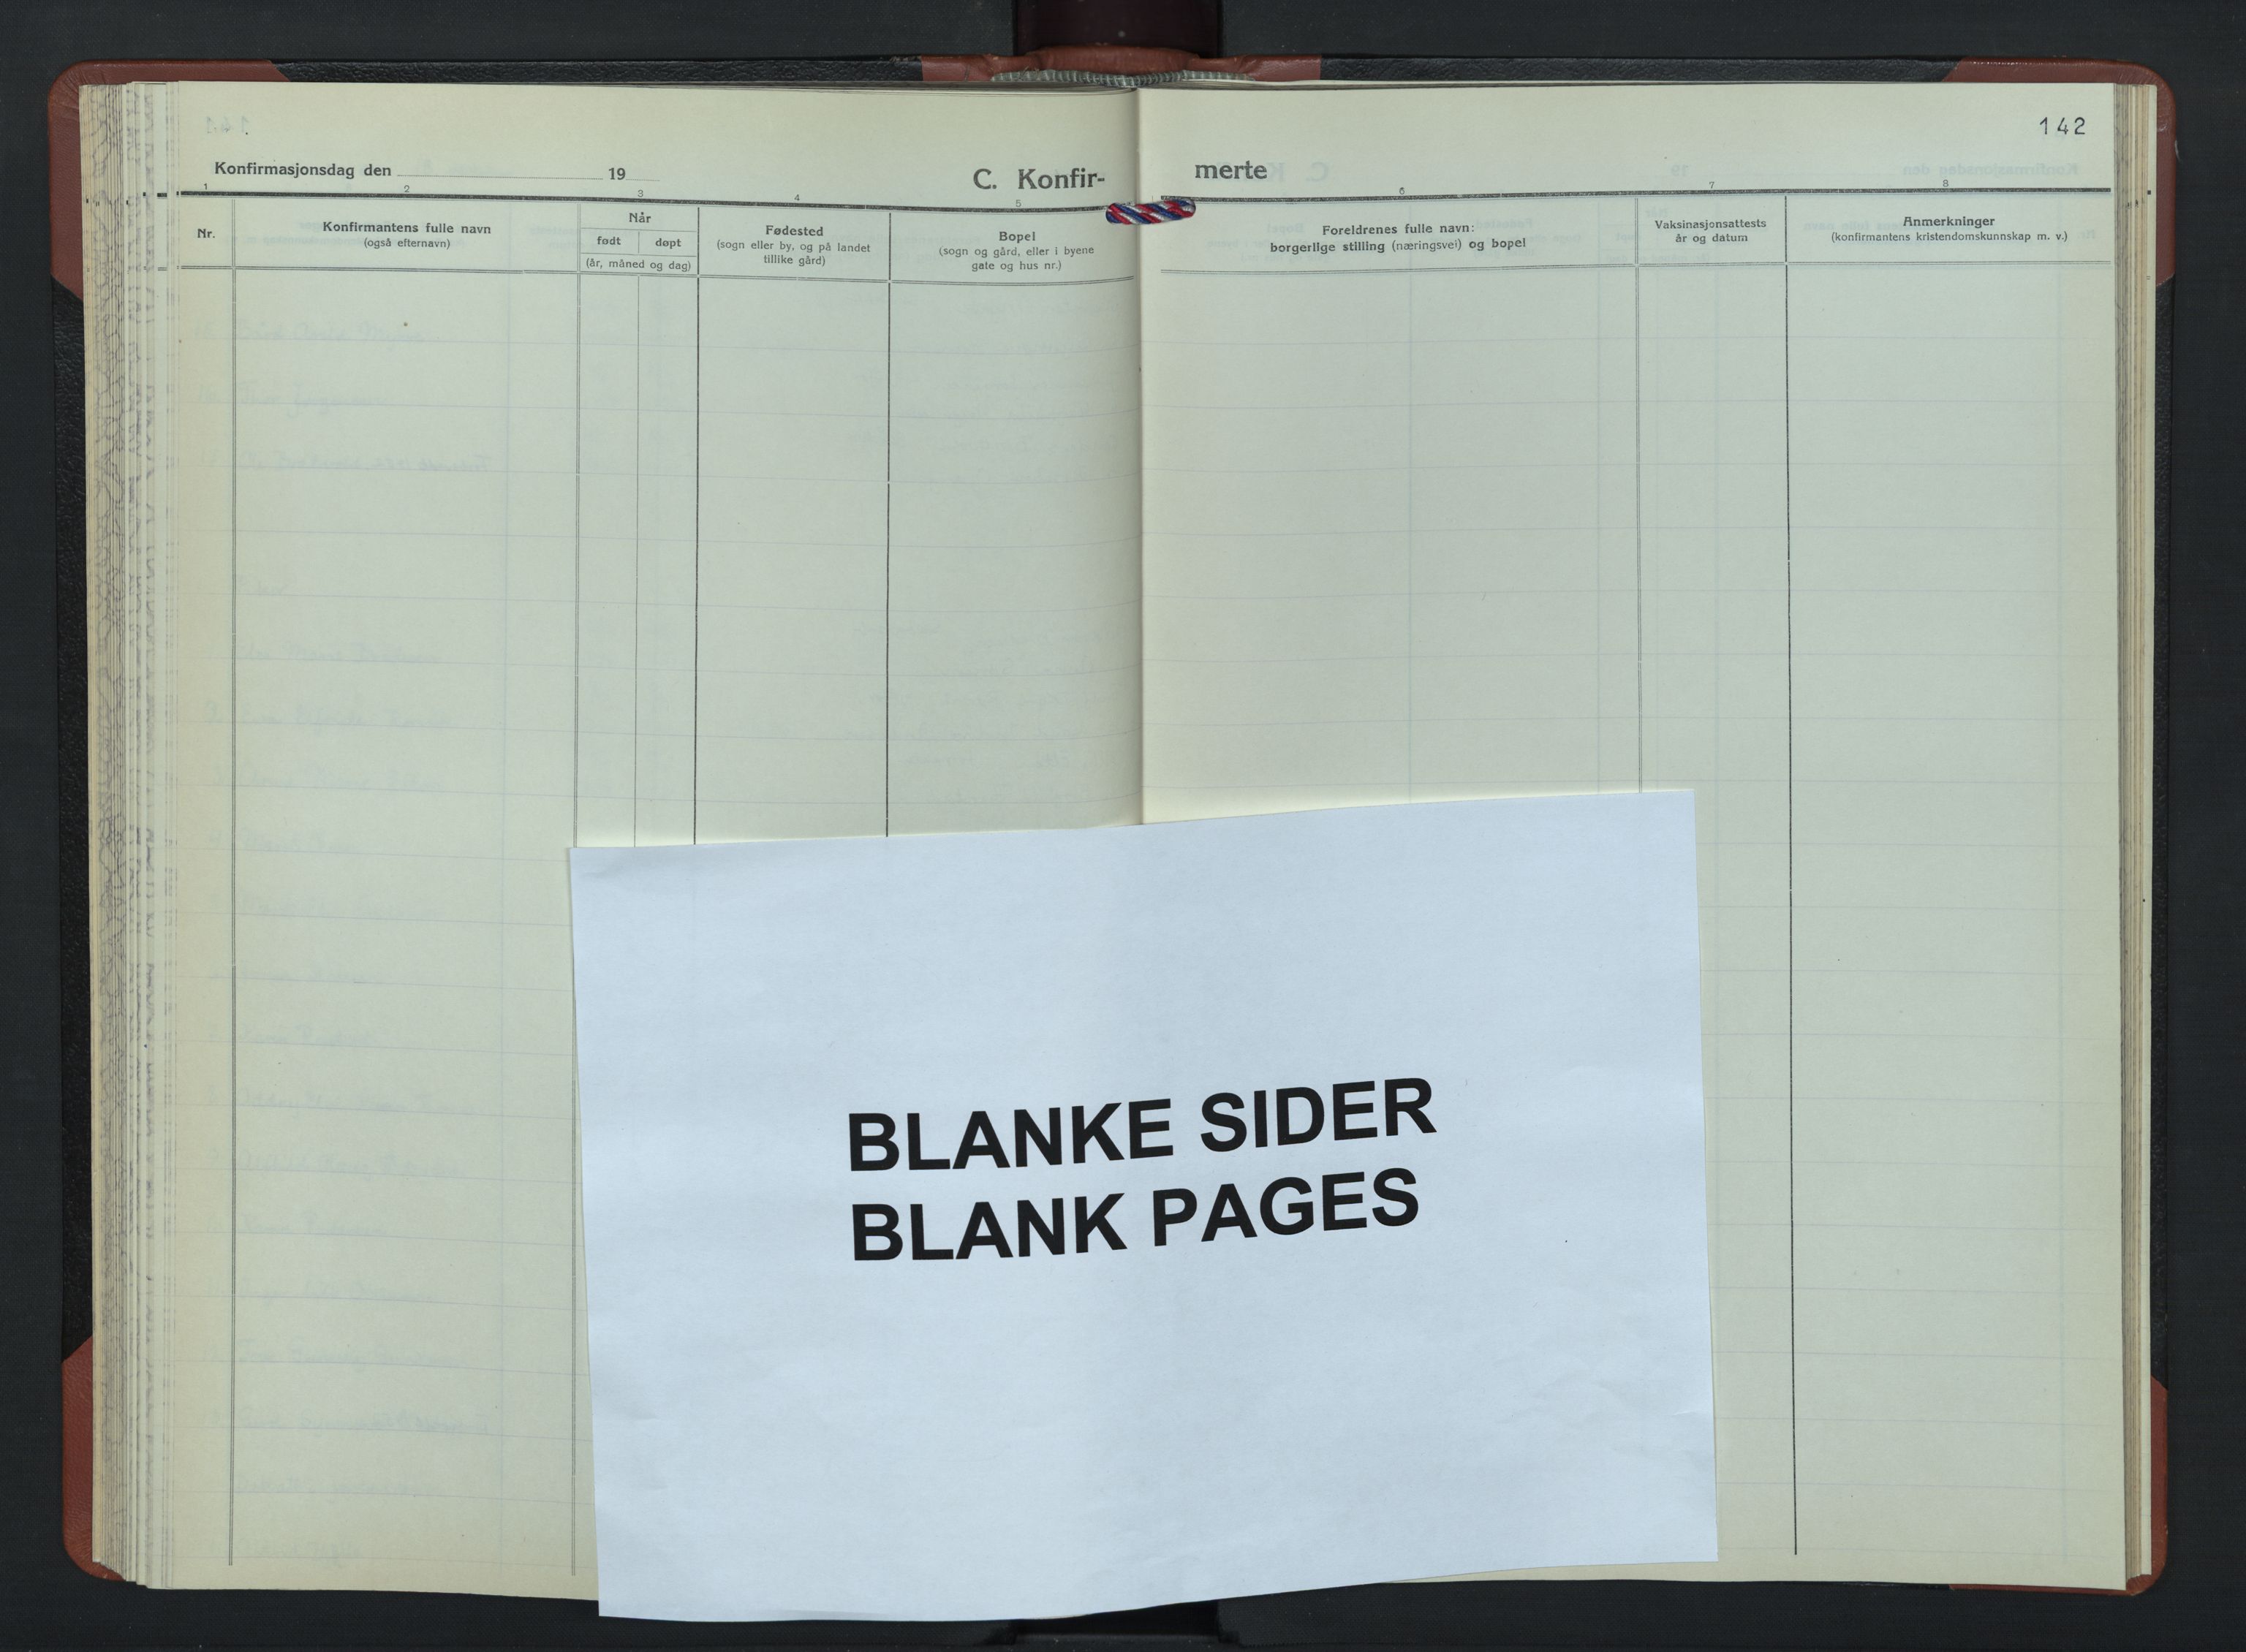 142
Konfirmasjonsdag den 19
C. Konfir-
merte
1 2 3 4 5 6 7 8
Nr.
Konfirmantens fulle navn
(også efternavn)
Når
født døpt
(år, måned og dag)
Fødested
(sogn eller by, og på landet
tillike gård)
Bopel
(sogn og gård, eller i byene
gate og hus nr.)
Foreldrenes fulle navn:
borgerlige stilling (næringsvei) og bopel
Vaksinasjonsattests
år og datum
Anmerkninger
(konfirmantens kristendomskunnskap m. v.)
BLANKE SIDER
BLANK PAGES